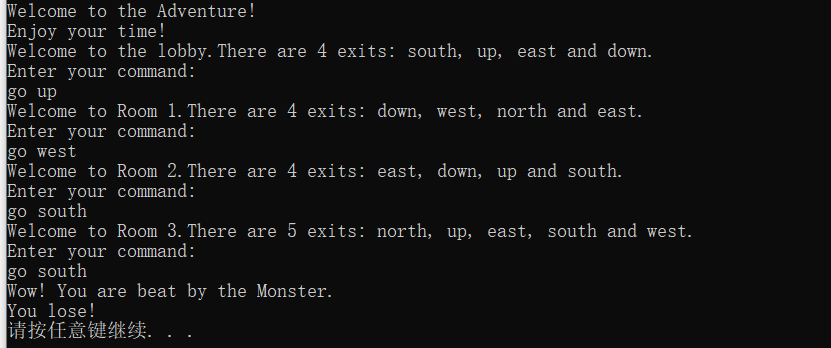 Welcome to the Adventure!
Enjoy your time!
Welcome to the lobby.There are 4 exits: south, up, east and down.
Enter your command:
go up
Welcome to Room 1.There are 4 exits: down, west, north and east.
Enter your command:
go west
Welcome to Room 2.There are 4 exits: east, down, up and south.
Enter your command:
go south
Welcome to Room 3.There are 5 exits: north, up, east, south and west.
Enter your command:
go south
Wow! You are beat by the Monster.
You lose!
请按任意键继续. . .